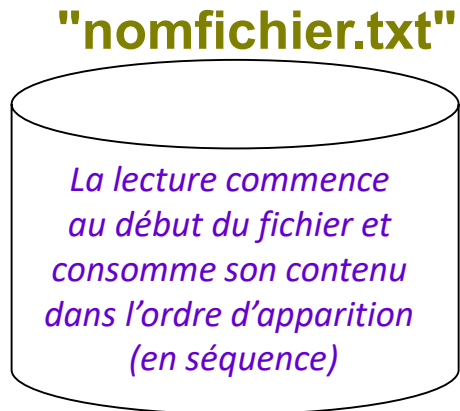 "nomfichier.txt"
La lecture commence
au début du fichier et
consomme son contenu
dans l’ordre d’apparition
(en séquence)